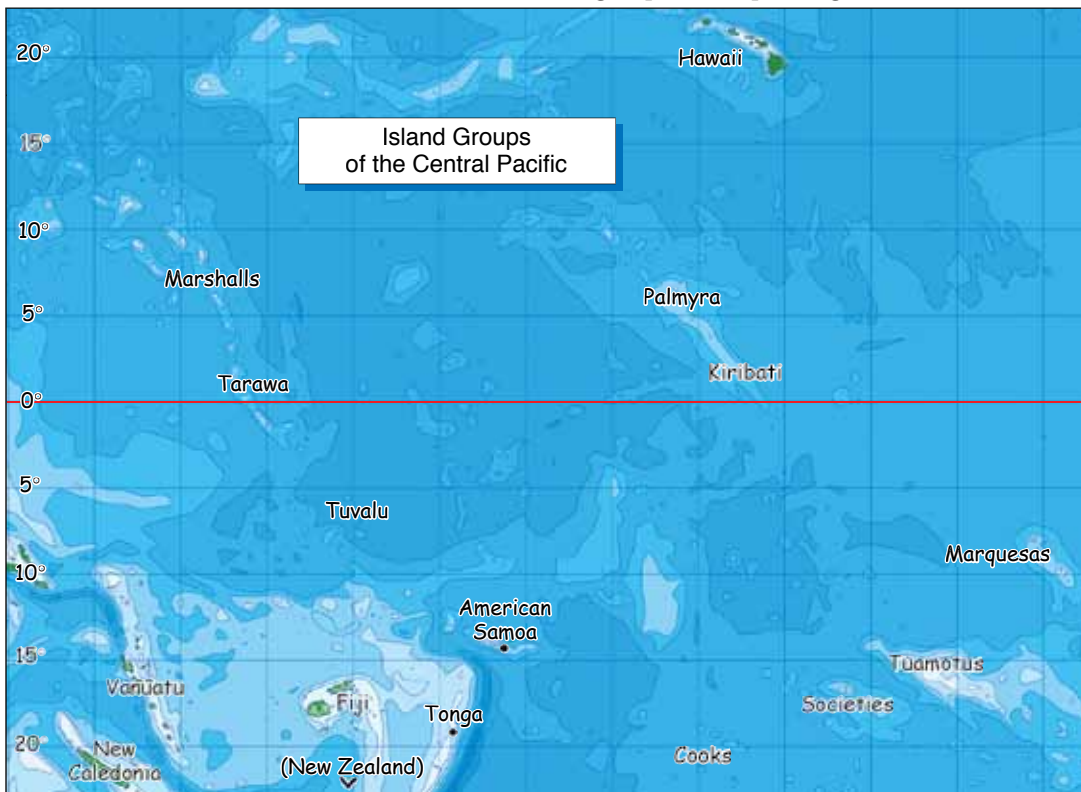 20°
Hawaii
Island Groups
of the Central Pacific
15°
10°
Marshalls
Palmyra
5°
Kiribati
Tarawa
0°
5°
Tuvalu
Marquesas
10°
American
Samoa
15°
Tuamotus
Vanuatu
Fiji
Societies
Tonga
20°
New
Caledonia
Cooks
(New Zealand)